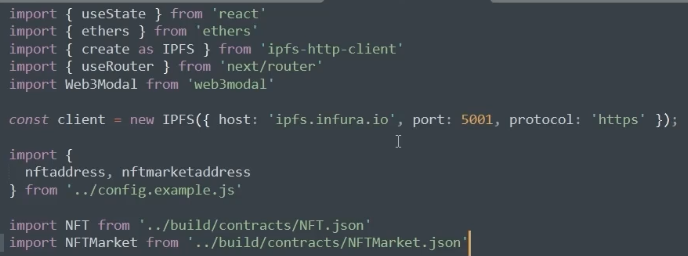 import { useState } from 'react'
import { ethers } from 'ethers'
import { create as IPFS } from 'ipfs-http-client'
import { useRouter } from 'next/router'
import Web3Modal from 'web3modal'
const client = new IPFS({ host: 'ipfs.infura.io', port: 5001, protocol: 'https' });
import {
nftaddress, nftmarketaddress
} from '../config.example.js'
import NFT from '../build/contracts/NFT.json'
import NFTMarket from '../build/contracts/NFTMarket.json'